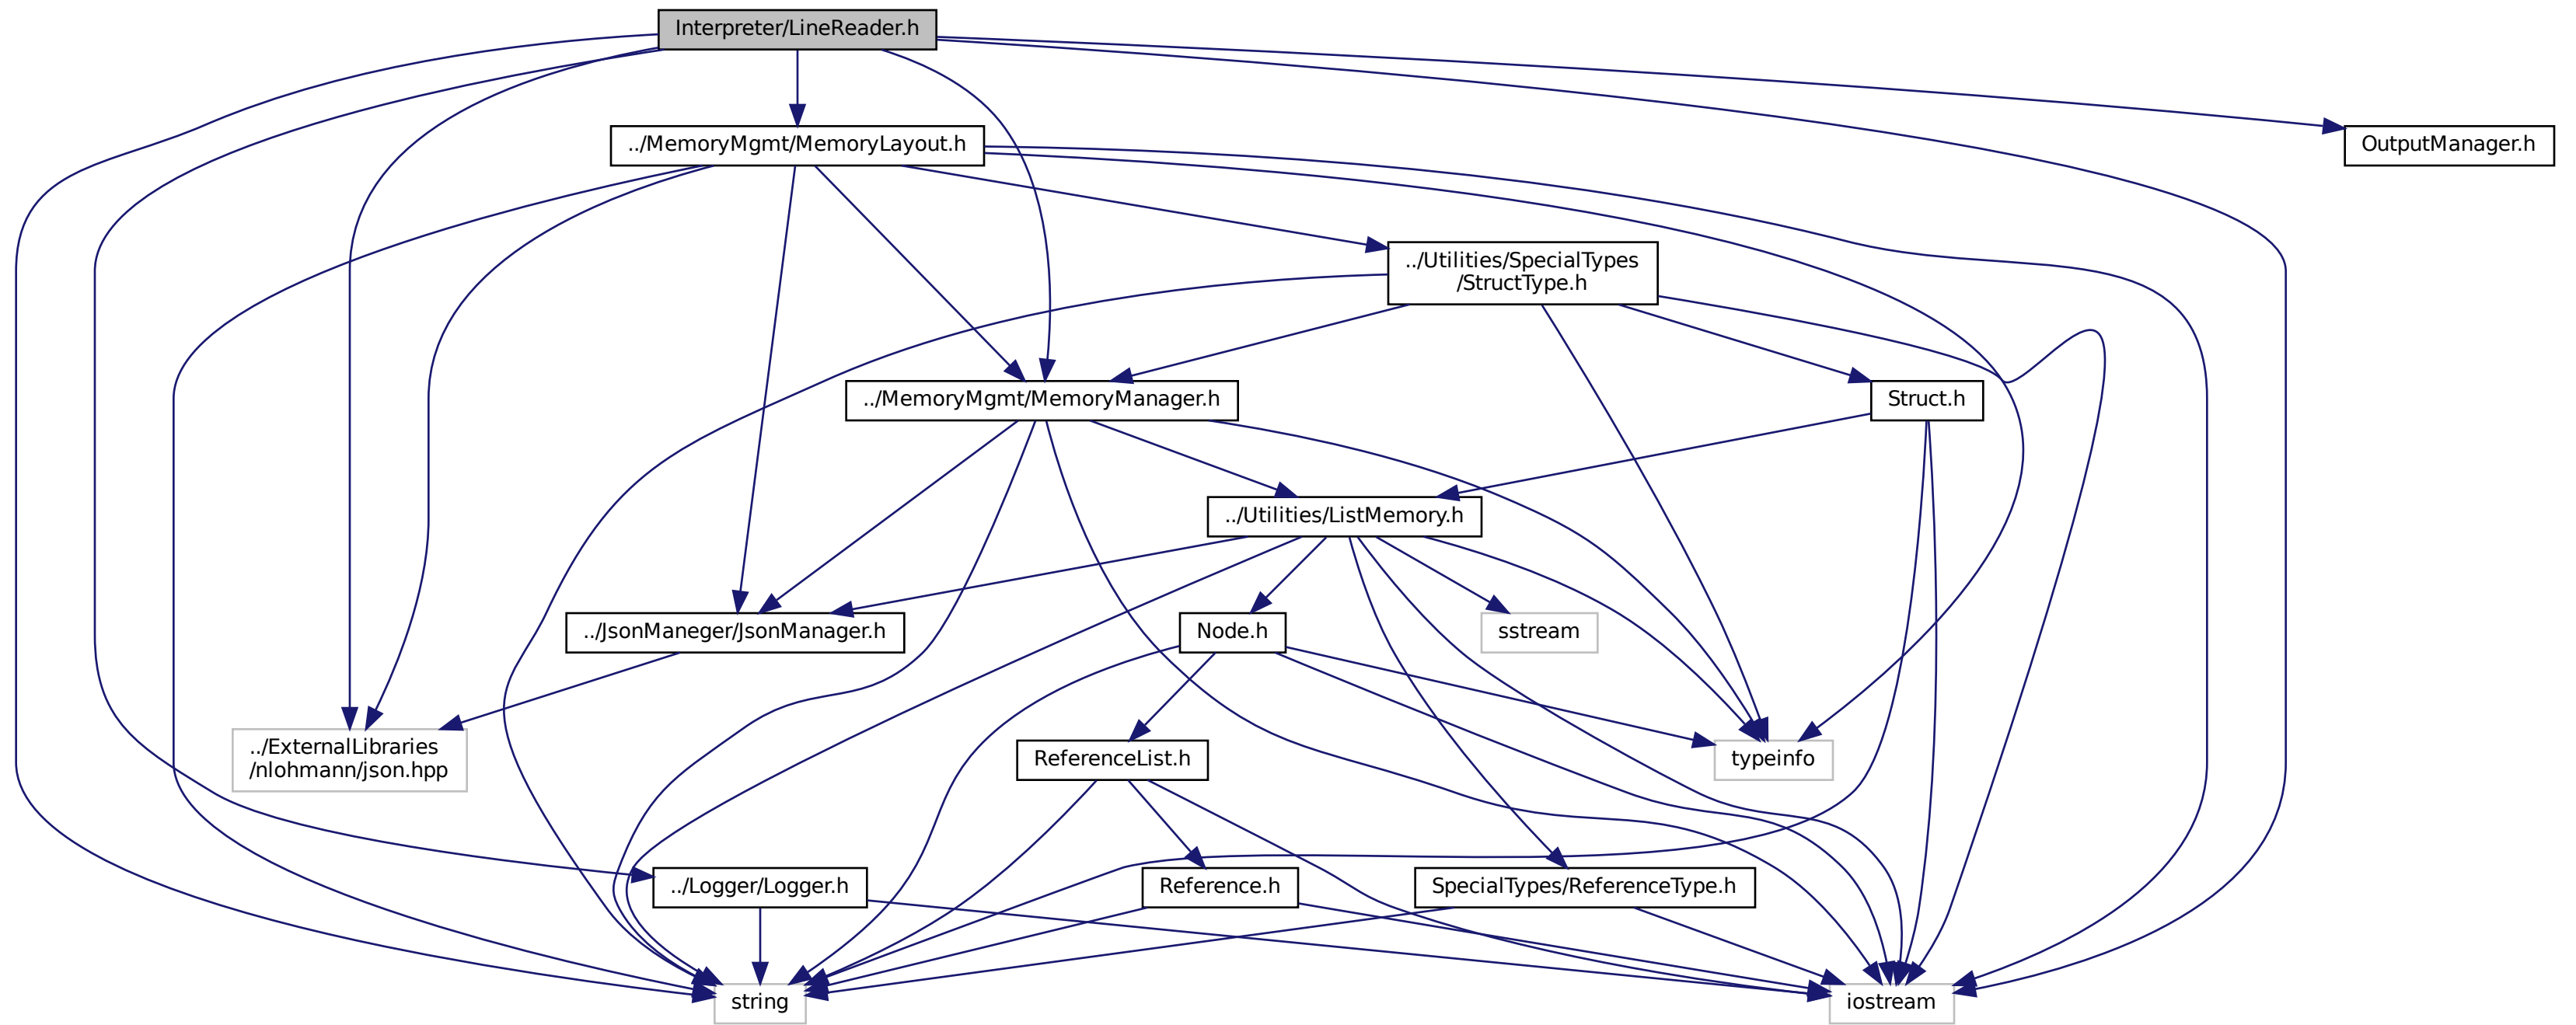 Interpreter/LineReader.h
../MemoryMgmt/MemoryLayout.h
OutputManager.h
../Utilities/SpecialTypes
/StructType.h
../MemoryMgmt/MemoryManager.h
Struct.h
../Utilities/ListMemory.h
../JsonManeger/JsonManager.h
Node.h
sstream
../ExternalLibraries
/nlohmann/json.hpp
ReferenceList.h
typeinfo
../Logger/Logger.h
Reference.h
SpecialTypes/ReferenceType.h
string
iostream